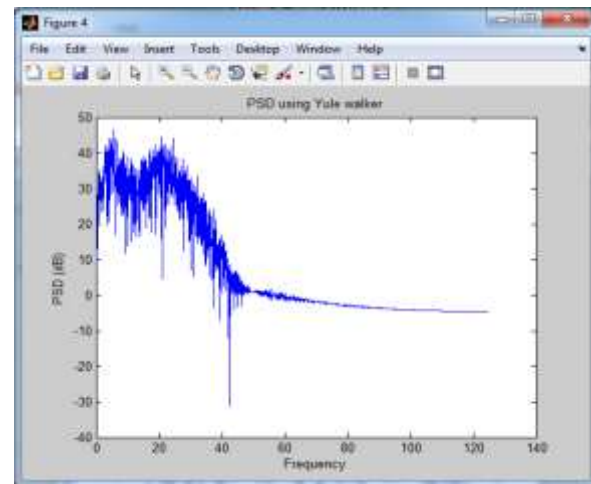 Figure 4
File Edit View Insert Tools Desktop Window Help
PSD using Yule walker
50
40
30
20
10
0
-10
-20
-30
-40
PSD (dB)
0 20 40 60 80 100 120 140
Frequency